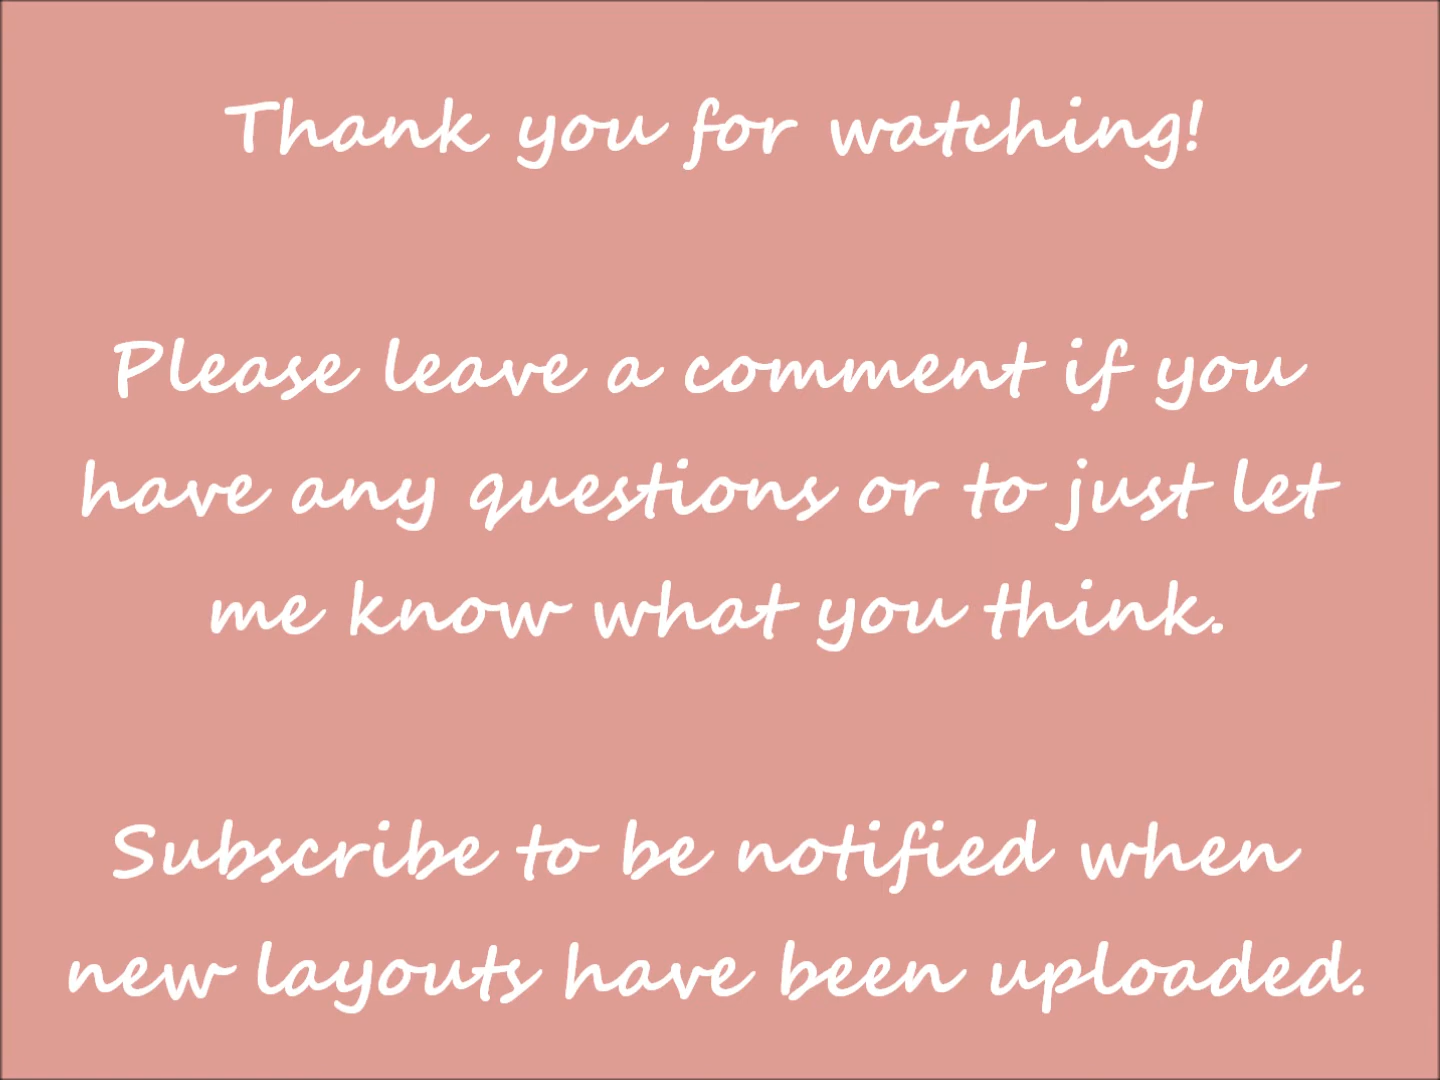 Thank you for watching!
Please leave a comment if you
have any questions or to just let
me know what you think.
Subscribe to be notified when
new layouts have been uploaded.